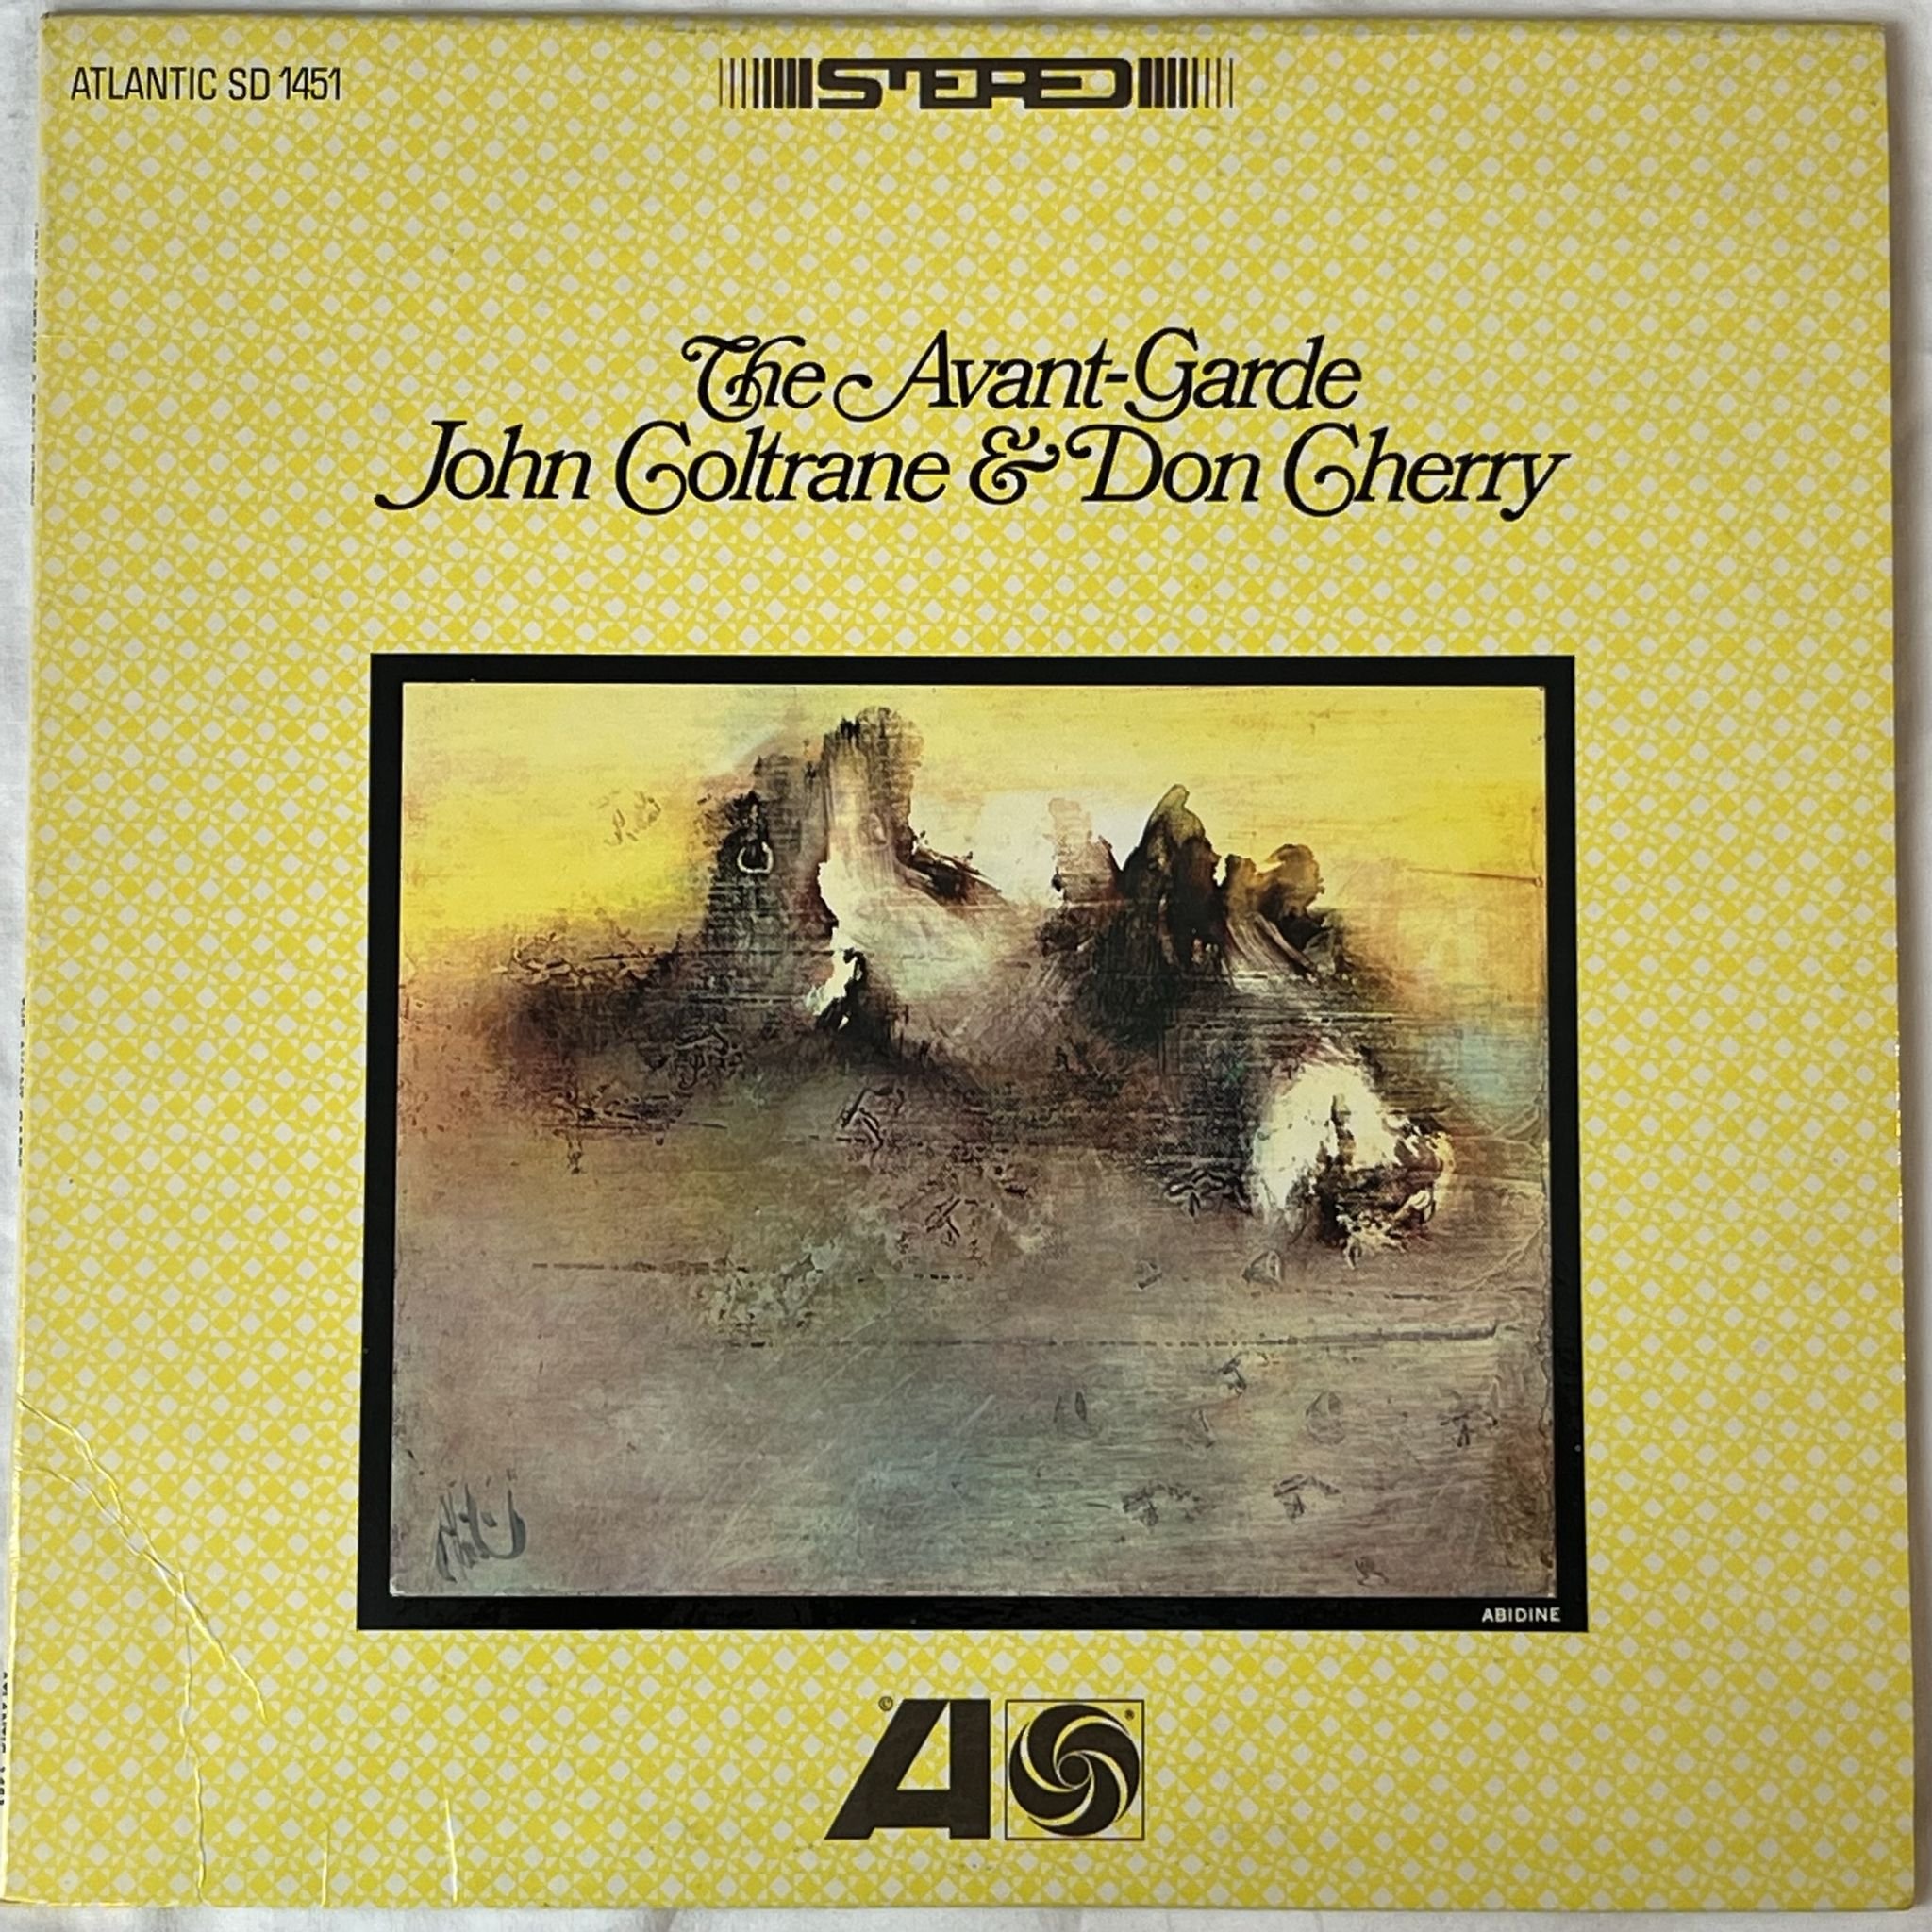 ATLANTIC SD 1451
STEREO
The Avant-Garde
John Coltrane & Don Cherry
ABIDINE
©
A
®